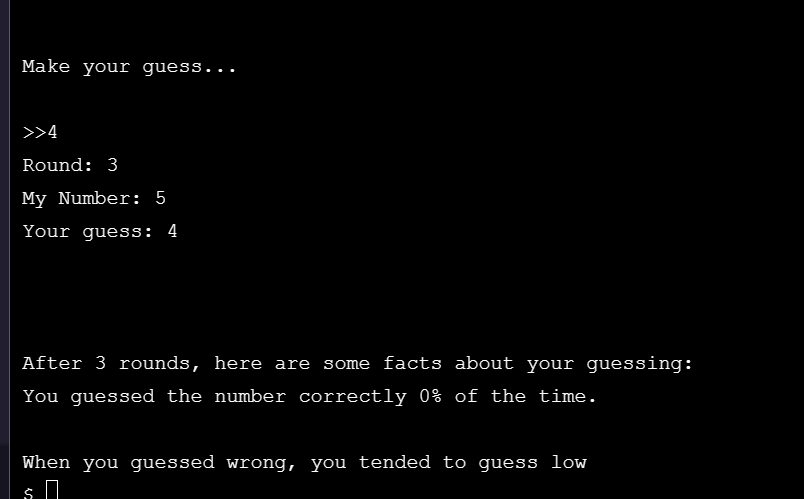 Make your guess...
>>4
Round: 3
My Number: 5
Your guess: 4
After 3 rounds, here are some facts about your guessing:
You guessed the number correctly 0% of the time.
When you guessed wrong, you tended to guess low
$